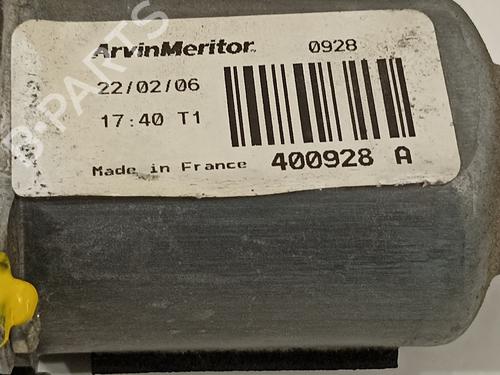 ArvinMeritor. 0928
22/02/06
17:40 T1
Made in France 400928 A
B-PARTS